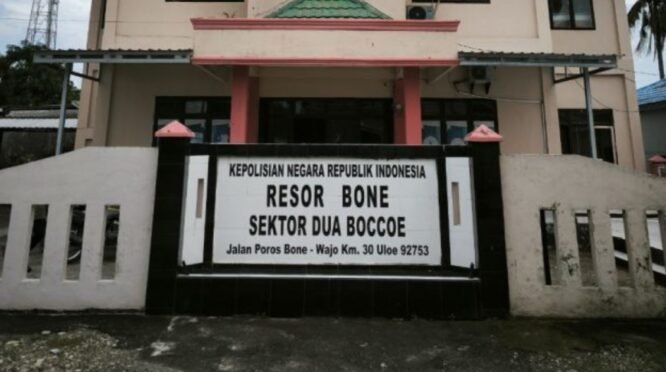 KEPOLISIAN NEGARA REPUBLIK INDONESIA
RESOR BONE
SEKTOR DUA BOCCOE
Jalan Poros Bone - Wajo Km. 30 Uloe 92753